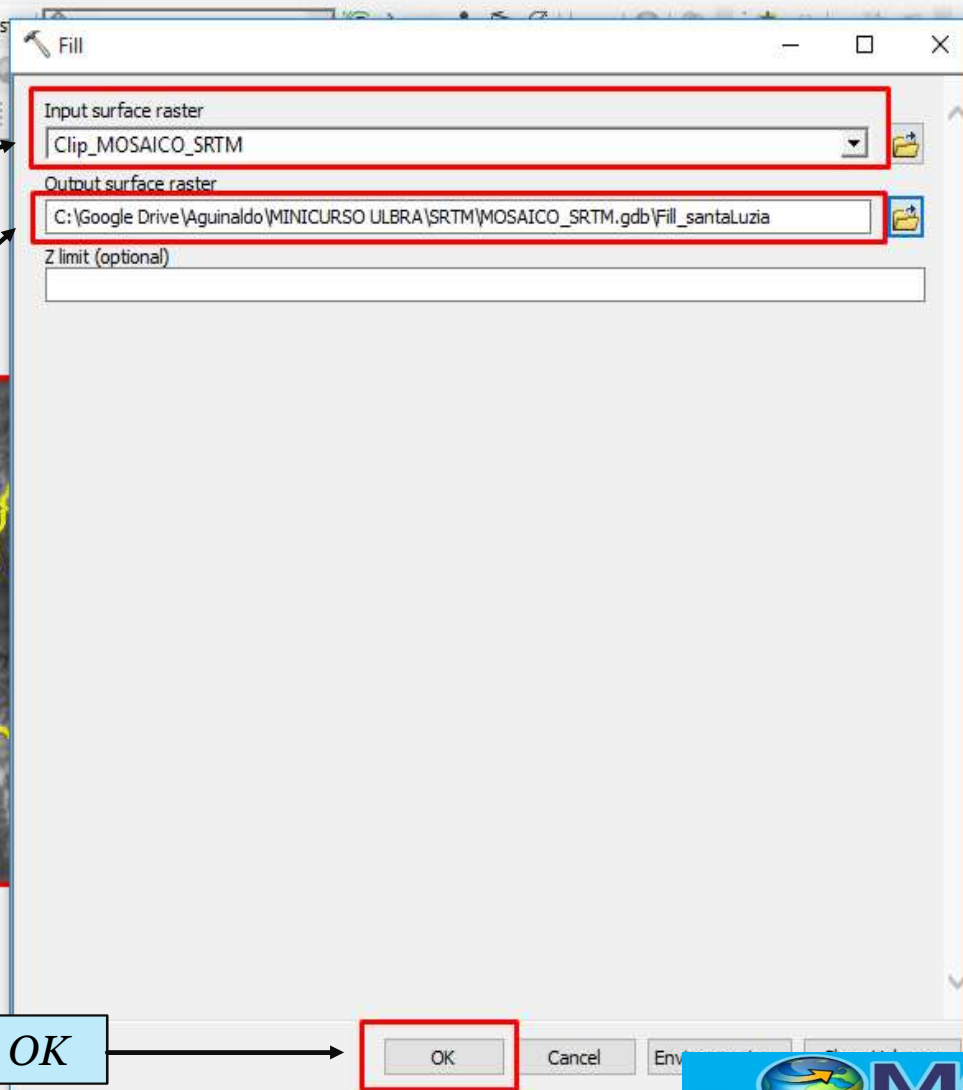 Fill
Input surface raster
Clip_MOSAICO_SRTM
Output surface raster
C:\Google Drive\Aguinaldo\MINICURSO ULBRA\SRTM\MOSAICO_SRTM.gdb\Fill_santaLuzia
Z limit (optional)
OK
OK Cancel
M